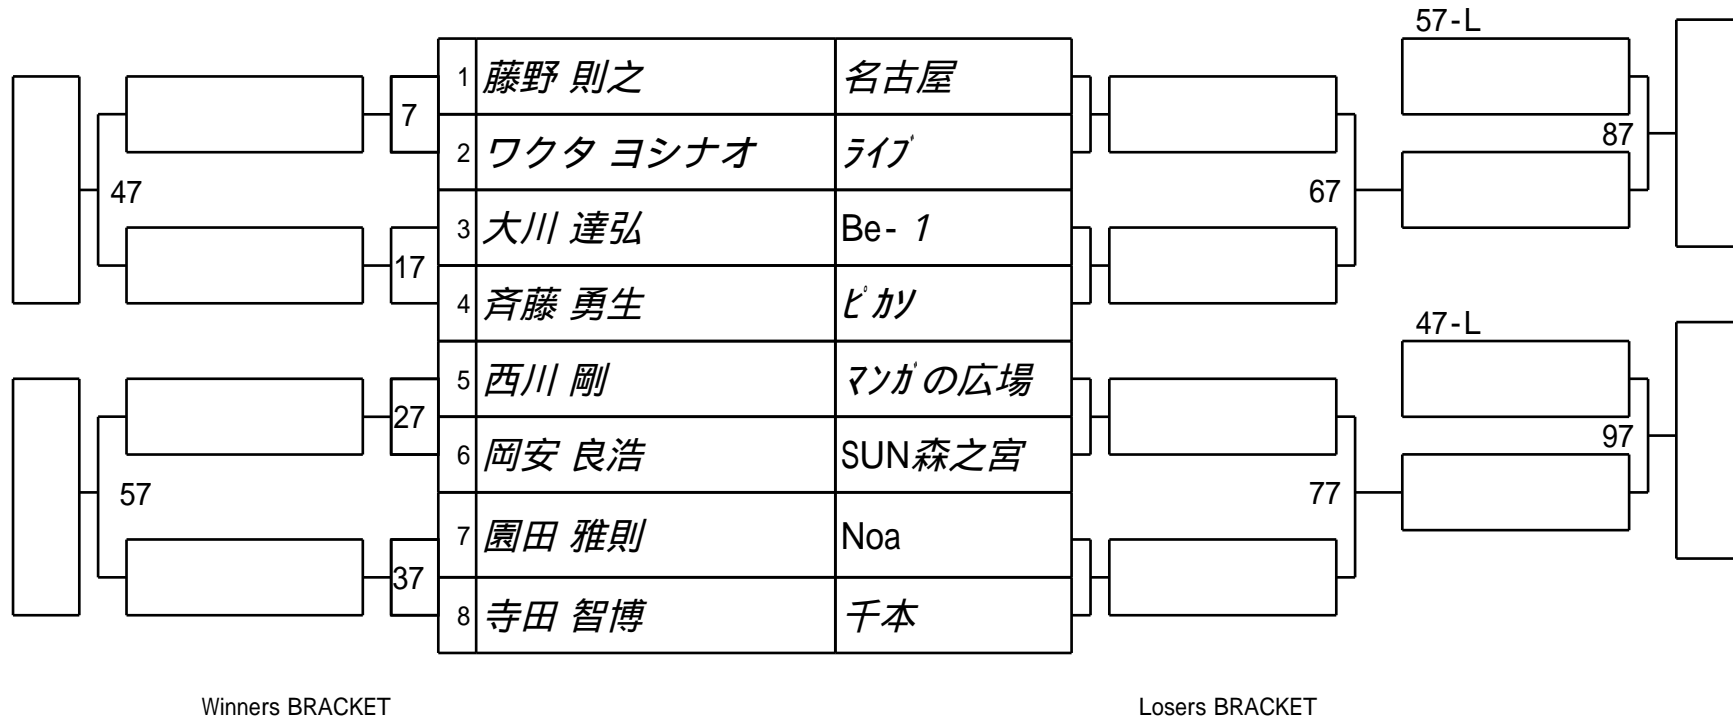 57-L
1 藤野 則之 名古屋
7
87
2 ワクタ ヨシナオ ﾗｲﾌﾞ
47
67
3 大川 達弘 Be- 1
17
4 斉藤 勇生 ﾋﾟｶｿ
47-L
5 西川 剛 ﾏﾝｶﾞの広場
27
97
6 岡安 良浩 SUN森之宮
57
77
7 園田 雅則 Noa
37
8 寺田 智博 千本
Winners BRACKET Losers BRACKET